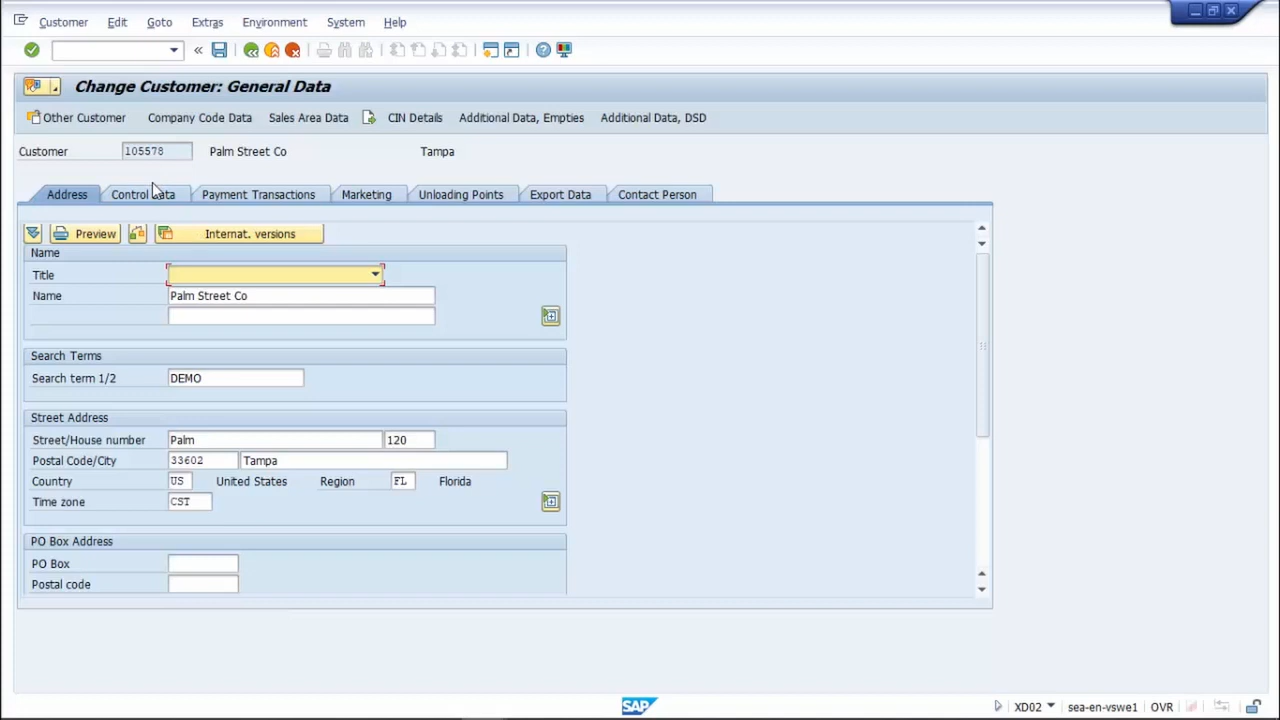 Customer Edit Goto Extras Environment System Help
Change Customer: General Data
Other Customer Company Code Data Sales Area Data CIN Details Additional Data, Empties Additional Data, DSD
Customer 105578 Palm Street Co Tampa
Address Control Data Payment Transactions Marketing Unloading Points Export Data Contact Person
Preview Internat. versions
Name
Title
Name Palm Street Co
Search Terms
Search term 1/2 DEMO
Street Address
Street/House number Palm 120
Postal Code/City 33602 Tampa
Country US United States Region FL Florida
Time zone CST
PO Box Address
PO Box
Postal code
SAP XD02 sea-en-vswe1 OVR